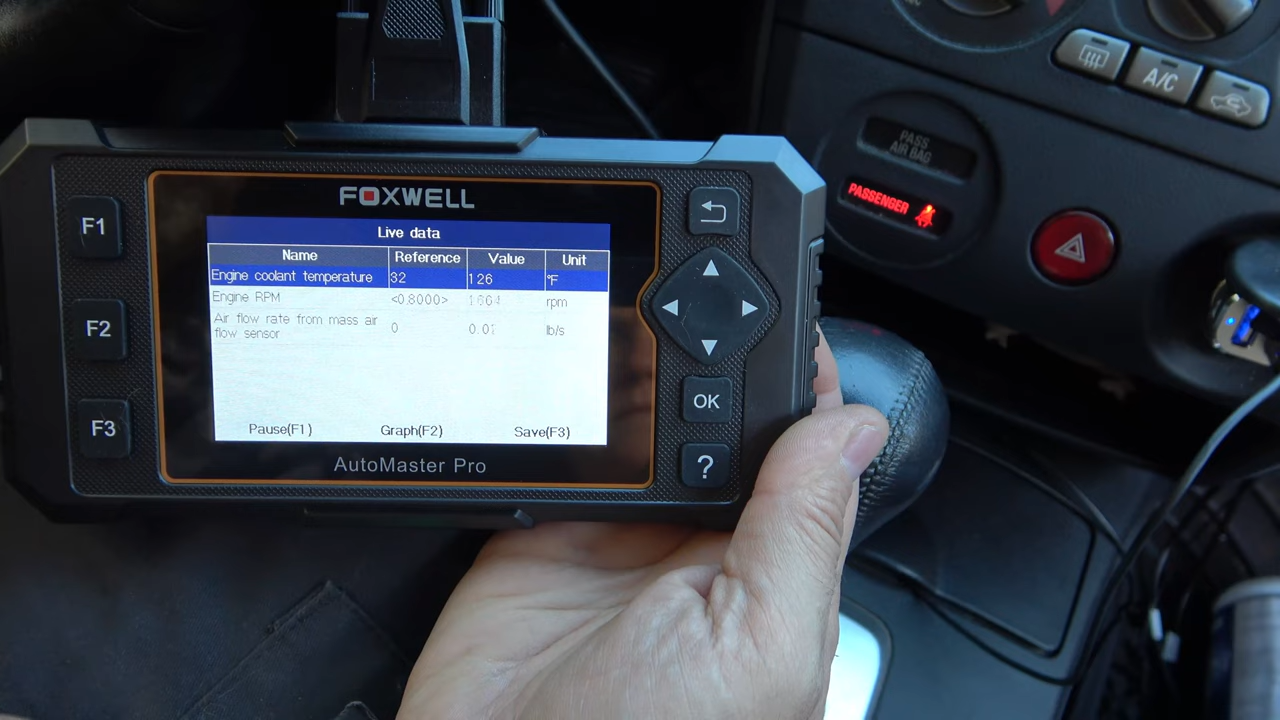 FOXWELL
Live data
Name Reference Value Unit
Engine coolant temperature 32 126 °F
Engine RPM <0.8000> rpm
Air flow rate from mass air
flow sensor 0 lb/s
Pause(F1) Graph(F2) Save(F3)
AutoMaster Pro
F1
F2
F3
OK
?
A/C
PASS
AIR BAG
PASSENGER